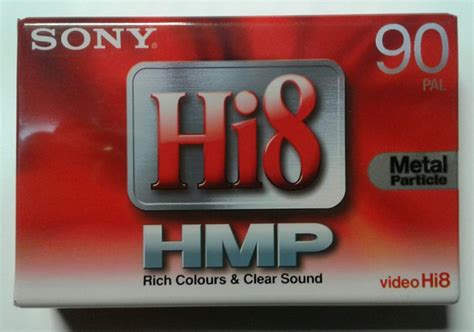 SONY
90
PAL
Hi8
Metal
Particle
HMP
Rich Colours & Clear Sound
video Hi8